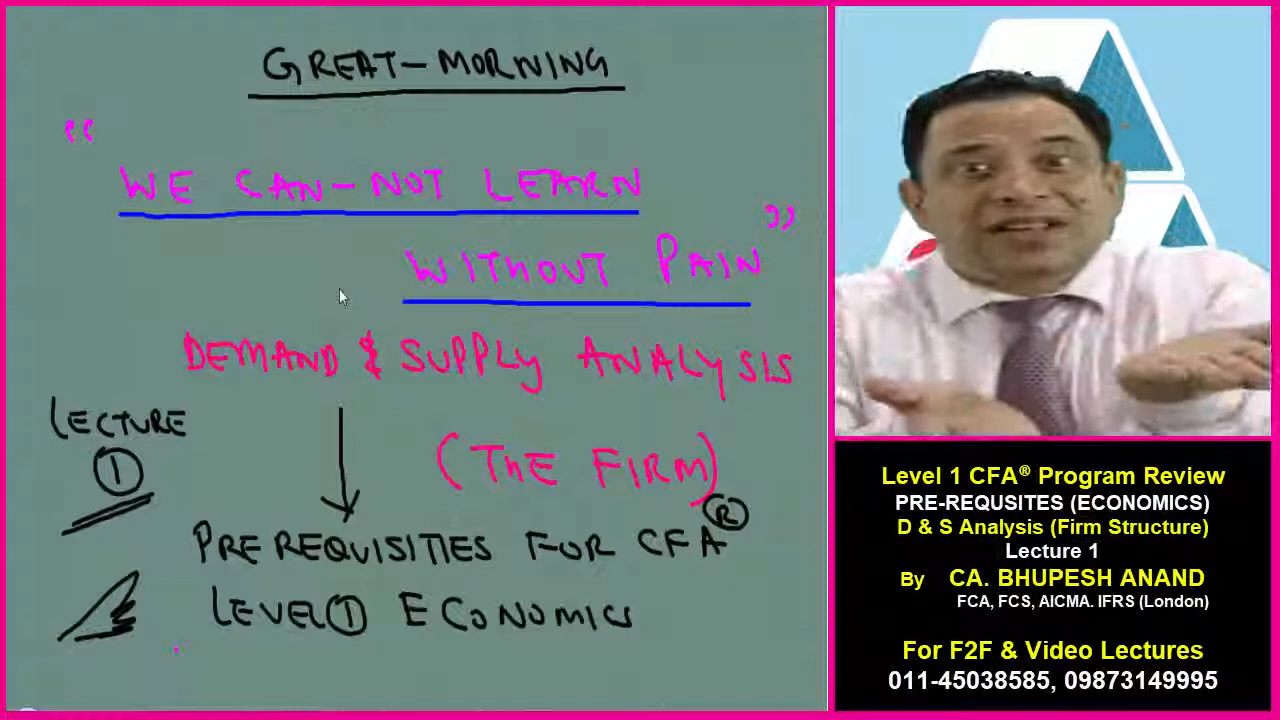 GREAT-MORNING
“ WE CAN-NOT LEARN
WITHOUT PAIN ”
DEMAND & SUPPLY ANALYSIS
(THE FIRM)
LECTURE
1
PREREQUISITIES FOR CFA®
LEVEL 1 ECONOMICS
Level 1 CFA® Program Review
PRE-REQUSITES (ECONOMICS)
D & S Analysis (Firm Structure)
Lecture 1
By CA. BHUPESH ANAND
FCA, FCS, AICMA. IFRS (London)
For F2F & Video Lectures
011-45038585, 09873149995